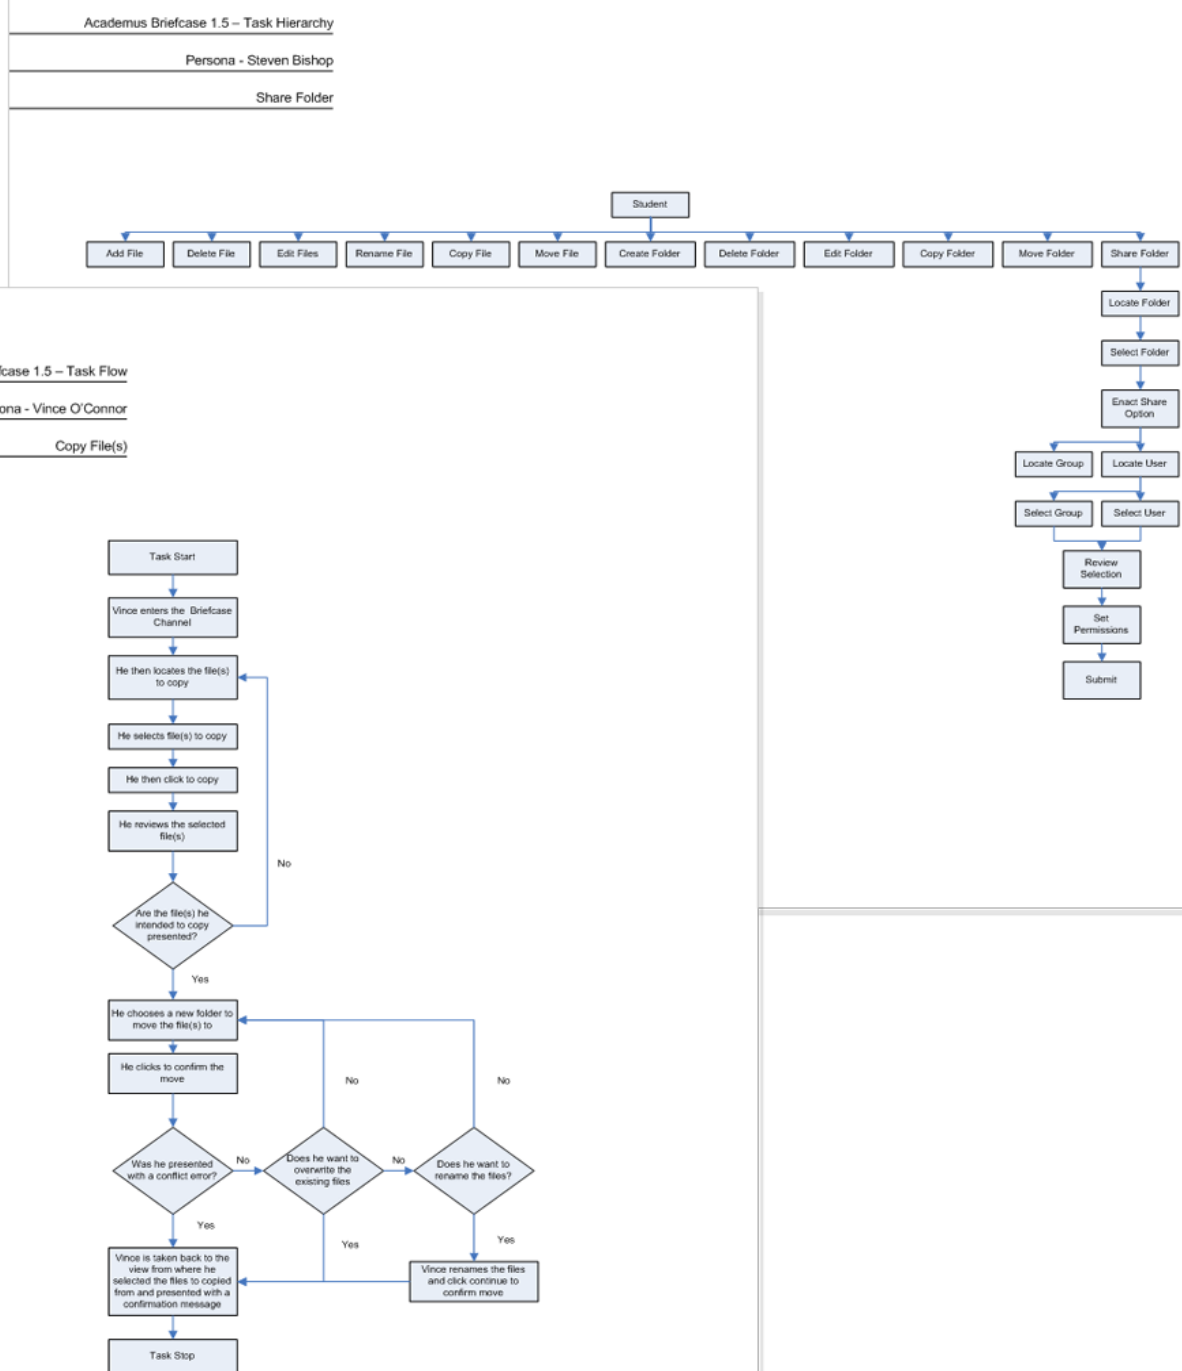 Academus Briefcase 1.5 – Task Hierarchy
Persona - Steven Bishop
Share Folder
Student
Add File
Delete File
Edit Files
Rename File
Copy File
Move File
Create Folder
Delete Folder
Edit Folder
Copy Folder
Move Folder
Share Folder
Locate Folder
Select Folder
Enact Share
Option
Locate Group
Locate User
Select Group
Select User
Review
Selection
Set
Permissions
Submit
fcase 1.5 – Task Flow
ona - Vince O'Connor
Copy File(s)
Task Start
Vince enters the Briefcase
Channel
He then locates the file(s)
to copy
He selects file(s) to copy
He then click to copy
He reviews the selected
file(s)
No
Are the file(s) he
intended to copy
presented?
Yes
He chooses a new folder to
move the file(s) to
He clicks to confirm the
move
No
No
Was he presented
with a conflict error?
No
Does he want to
overwrite the
existing files
No
Does he want to
rename the files?
Yes
Yes
Yes
Vince is taken back to the
view from where he
selected the files to copied
from and presented with a
confirmation message
Vince renames the files
and click continue to
confirm move
Task Stop